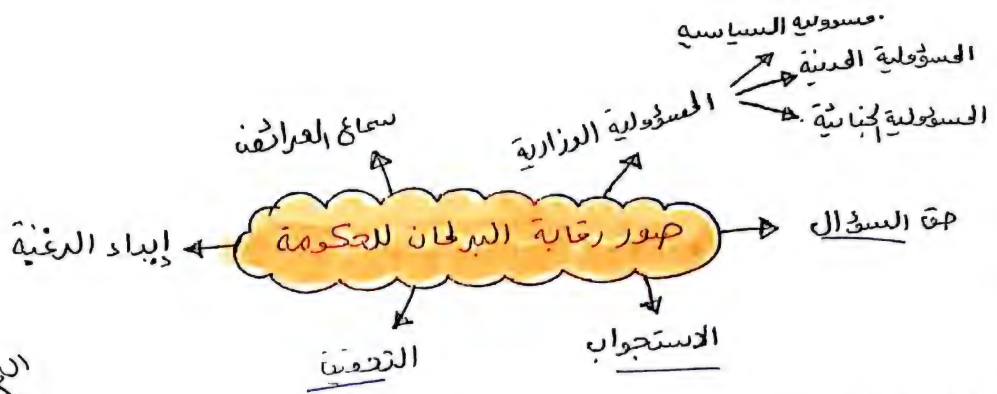 مسؤولية السياسية
المسؤولية المدنية
المسؤولية الجنائية
المسؤولية الوزارية
سماع العرائض
صور رقابة البرلمان للحكومة
حق السؤال
إبداء الرغبة
الاستجواب
التحقيق